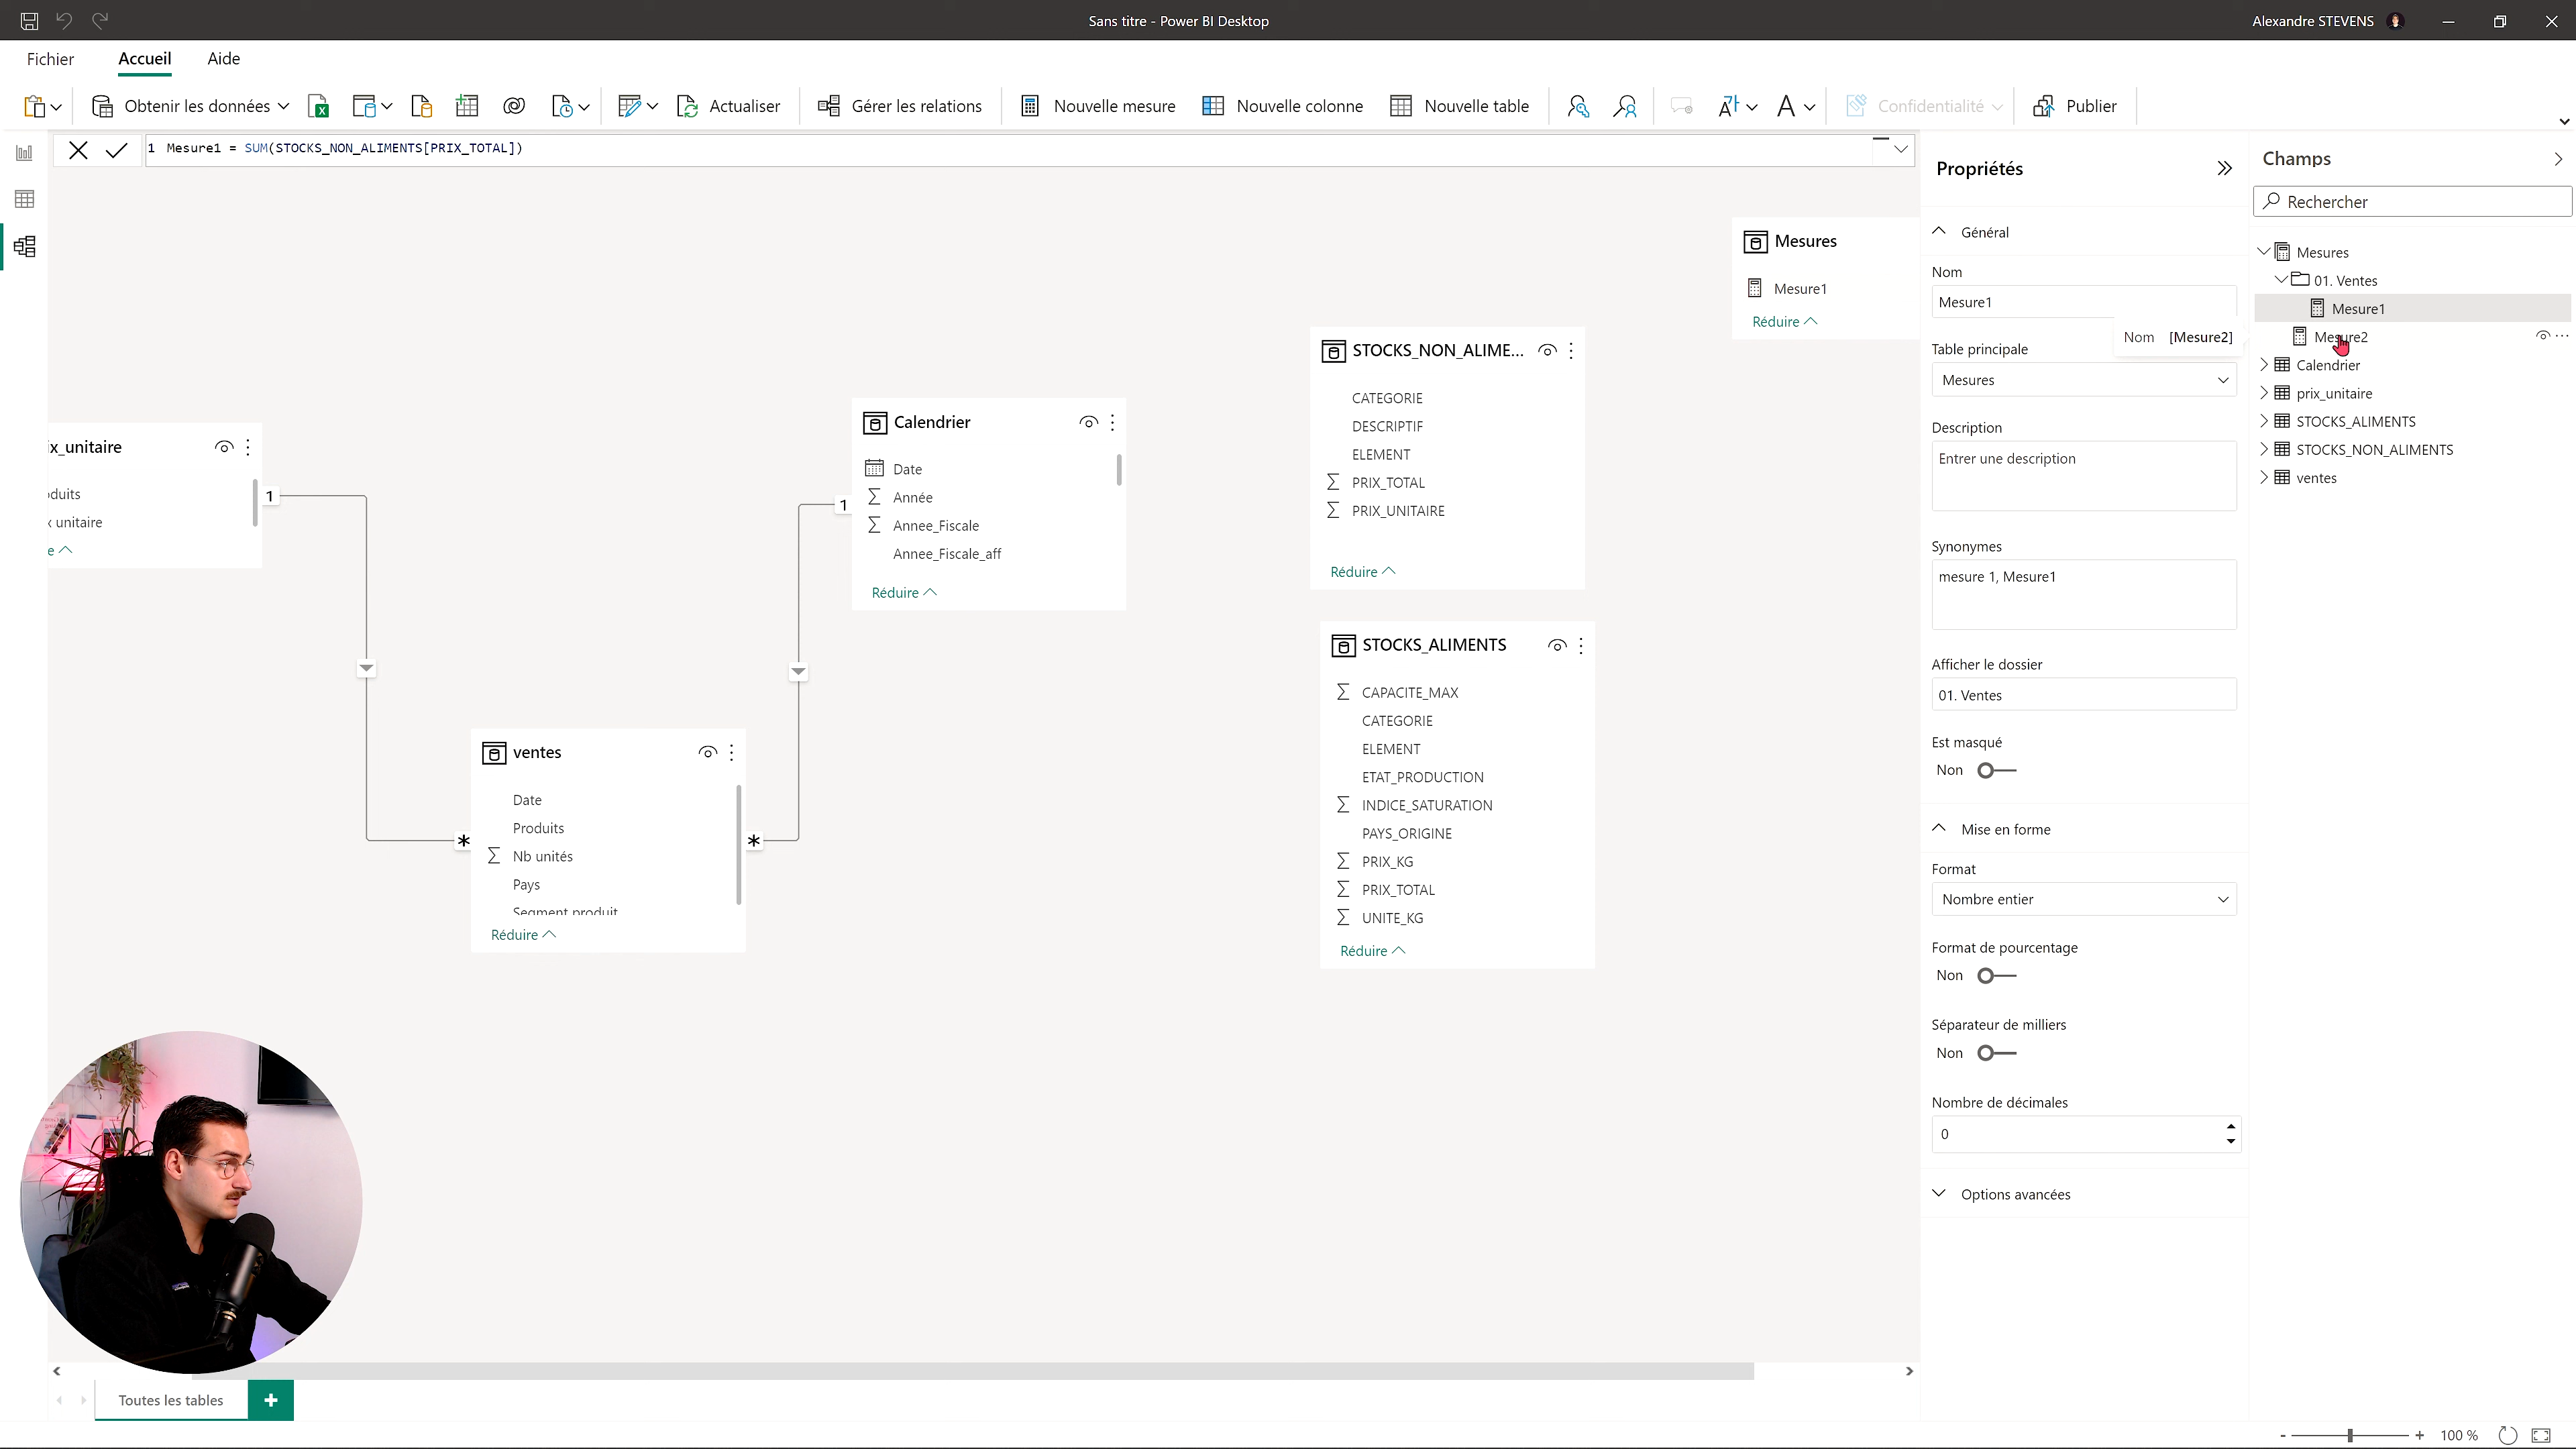 Sans titre - Power BI Desktop
Alexandre STEVENS
Fichier
Accueil
Aide
Obtenir les données
Actualiser
Gérer les relations
Nouvelle mesure
Nouvelle colonne
Nouvelle table
Confidentialité
Publier
1 Mesure1 = SUM(STOCKS_NON_ALIMENTS[PRIX_TOTAL])
ix_unitaire
oduits
x unitaire
e
1
Calendrier
Date
Année
Annee_Fiscale
Annee_Fiscale_aff
Réduire
1
ventes
Date
Produits
Nb unités
Pays
Segment produit
Réduire
*
*
STOCKS_NON_ALIME...
CATEGORIE
DESCRIPTIF
ELEMENT
PRIX_TOTAL
PRIX_UNITAIRE
Réduire
STOCKS_ALIMENTS
CAPACITE_MAX
CATEGORIE
ELEMENT
ETAT_PRODUCTION
INDICE_SATURATION
PAYS_ORIGINE
PRIX_KG
PRIX_TOTAL
UNITE_KG
Réduire
Mesures
Mesure1
Réduire
Propriétés
Général
Nom
Mesure1
Nom [Mesure2]
Table principale
Mesures
Description
Entrer une description
Synonymes
mesure 1, Mesure1
Afficher le dossier
01. Ventes
Est masqué
Non
Mise en forme
Format
Nombre entier
Format de pourcentage
Non
Séparateur de milliers
Non
Nombre de décimales
0
Options avancées
Champs
Rechercher
Mesures
01. Ventes
Mesure1
Mesure2
Calendrier
prix_unitaire
STOCKS_ALIMENTS
STOCKS_NON_ALIMENTS
ventes
Toutes les tables
100 %